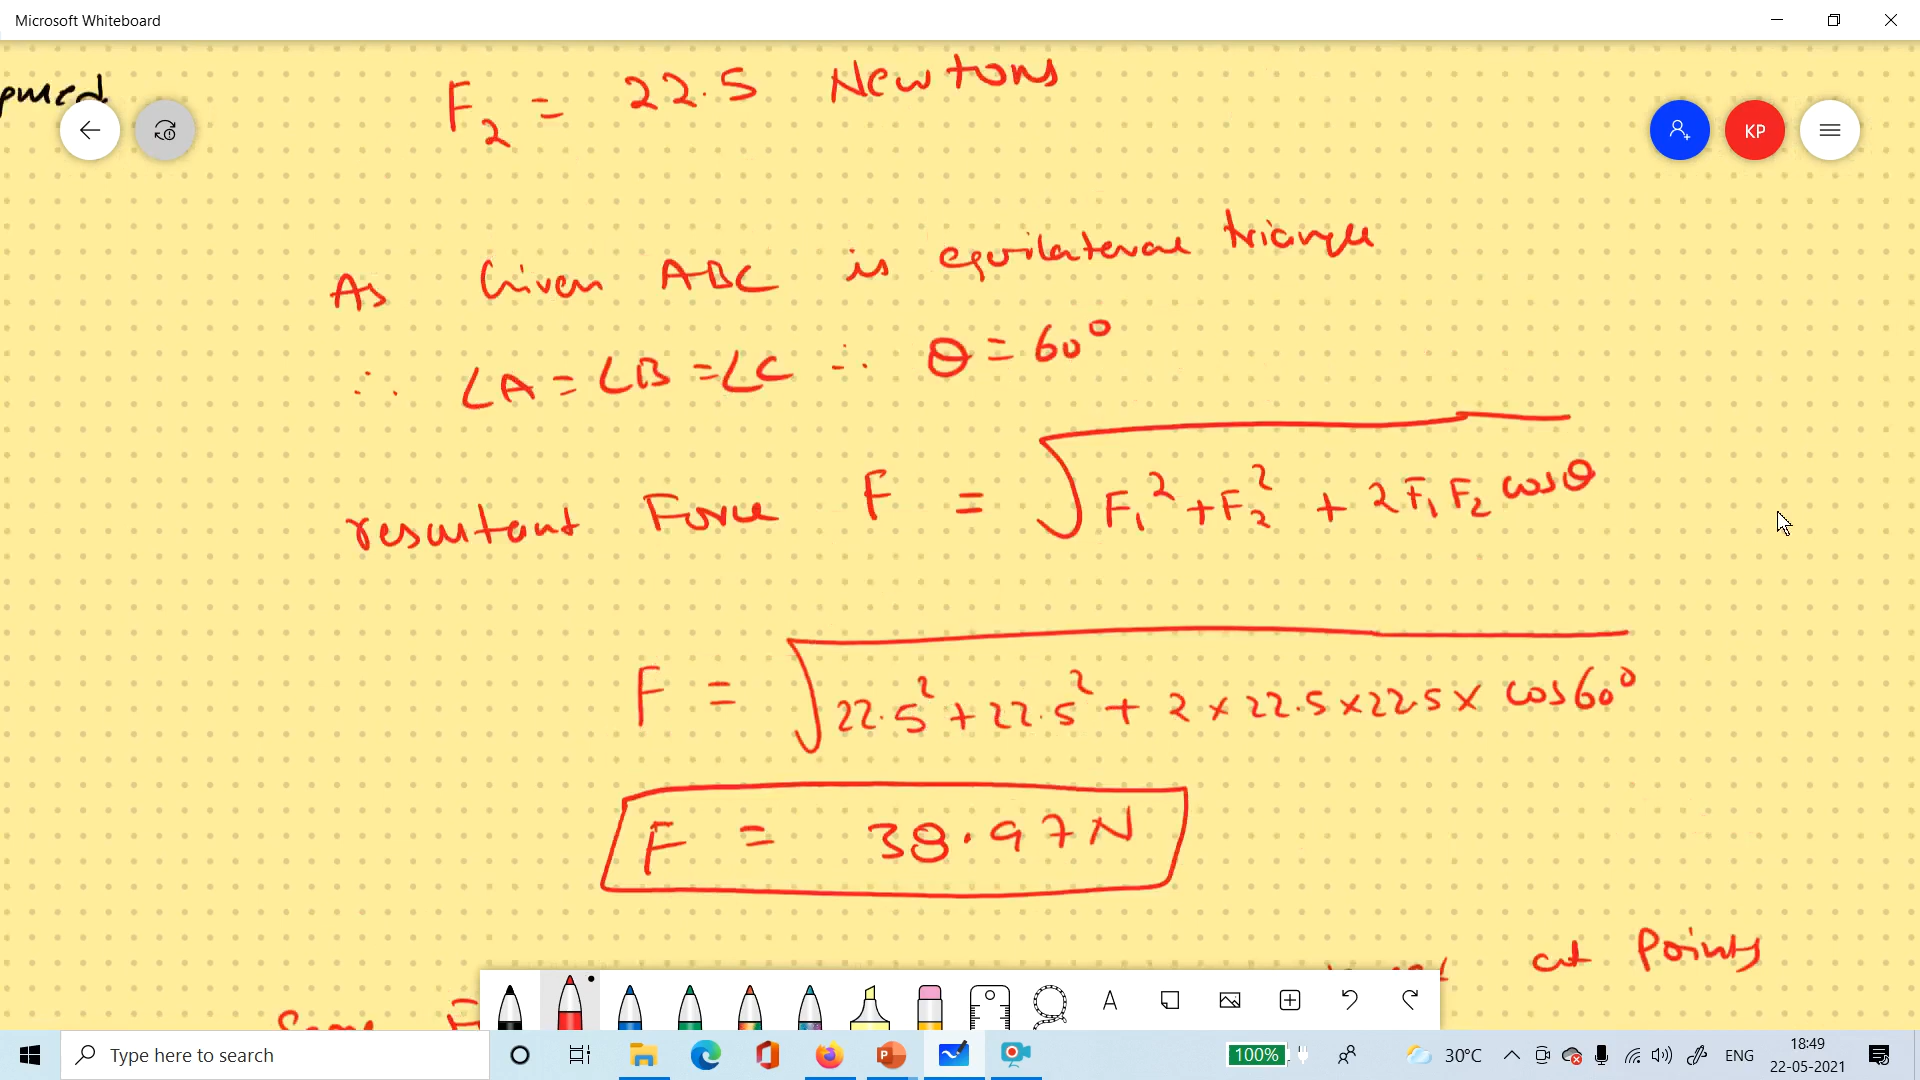 Microsoft Whiteboard
F2 = 22.5 Newtons
KP
As Given ABC is equilateral triangle
∴ ∠A = ∠B = ∠C ∴ θ = 60°
resultant Force F = √F₁² + F₂² + 2F₁F₂ cosθ
F = √22.5² + 22.5² + 2 × 22.5 × 22.5 × cos60°
F = 38.97N
at Points
Same F
A
Type here to search
100%
30°C
ENG
18:49
22-05-2021